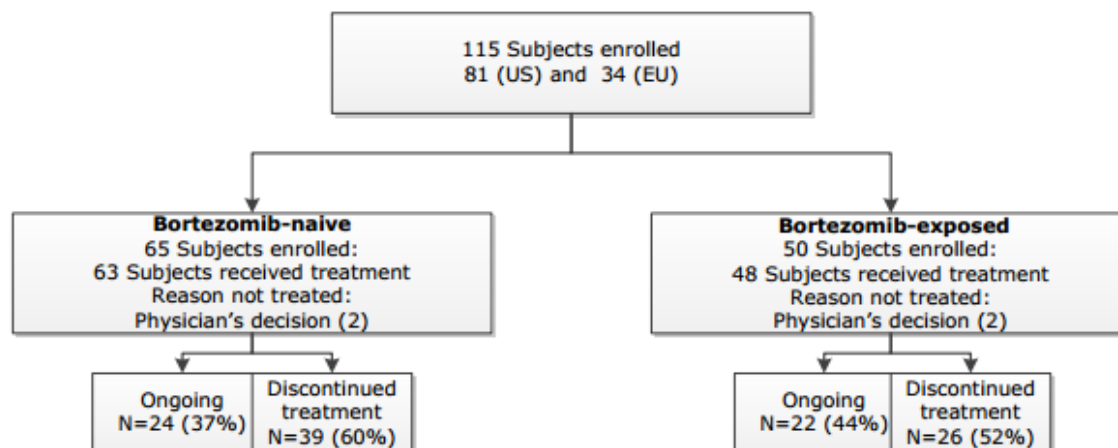 115 Subjects enrolled
81 (US) and 34 (EU)
Bortezomib-naive
65 Subjects enrolled:
63 Subjects received treatment
Reason not treated:
Physician's decision (2)
Bortezomib-exposed
50 Subjects enrolled:
48 Subjects received treatment
Reason not treated:
Physician's decision (2)
Ongoing
N=24 (37%)
Discontinued
treatment
N=39 (60%)
Ongoing
N=22 (44%)
Discontinued
treatment
N=26 (52%)